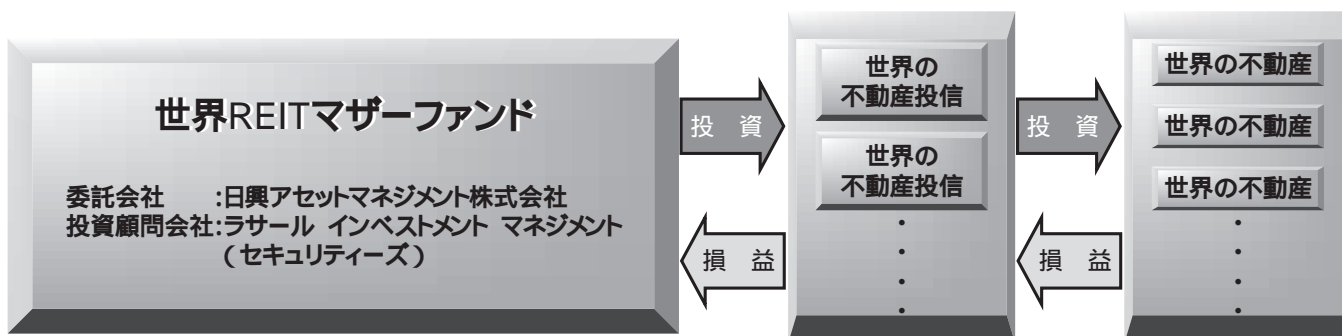 世界REITマザーファンド
委託会社　　:日興アセットマネジメント株式会社
投資顧問会社:ラサール インベストメント マネジメント
(セキュリティーズ)
投 資
損 益
世界の
不動産投信
世界の
不動産投信
・
・
・
・
投 資
損 益
世界の不動産
世界の不動産
世界の不動産
・
・
・
・